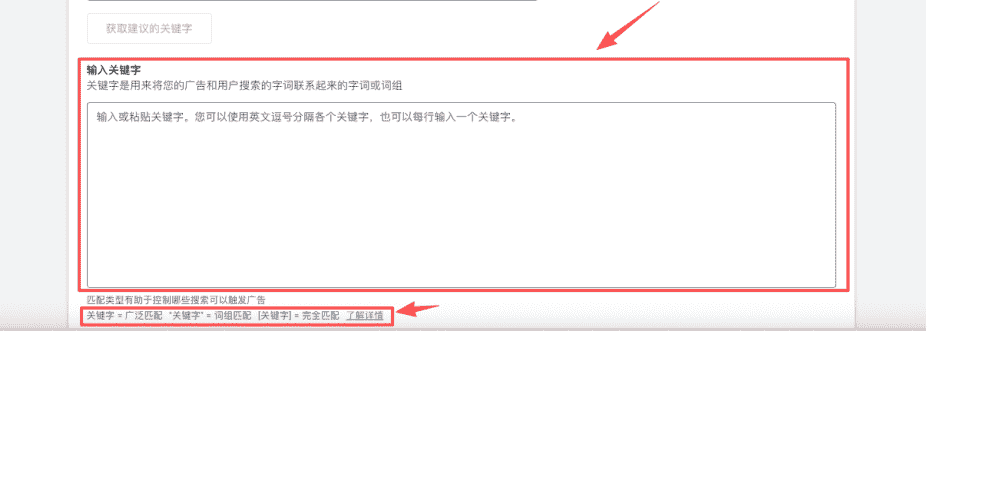 获取建议的关键字
输入关键字
关键字是用来将您的广告和用户搜索的字词联系起来的字词或词组
输入或粘贴关键字。您可以使用英文逗号分隔各个关键字，也可以每行输入一个关键字。
匹配类型有助于控制哪些搜索可以触发广告
关键字 = 广泛匹配 "关键字" = 词组匹配 [关键字] = 完全匹配 了解详情